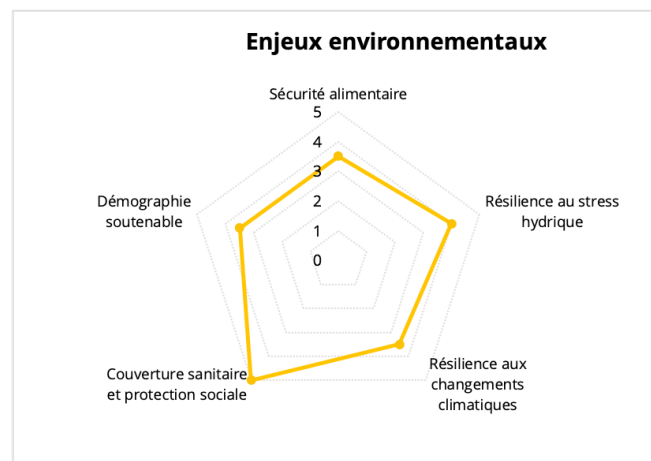 Enjeux environnementaux
Sécurité alimentaire
5
4
3
2
1
0
Résilience au stress
hydrique
Résilience aux
changements
climatiques
Couverture sanitaire
et protection sociale
Démographie
soutenable